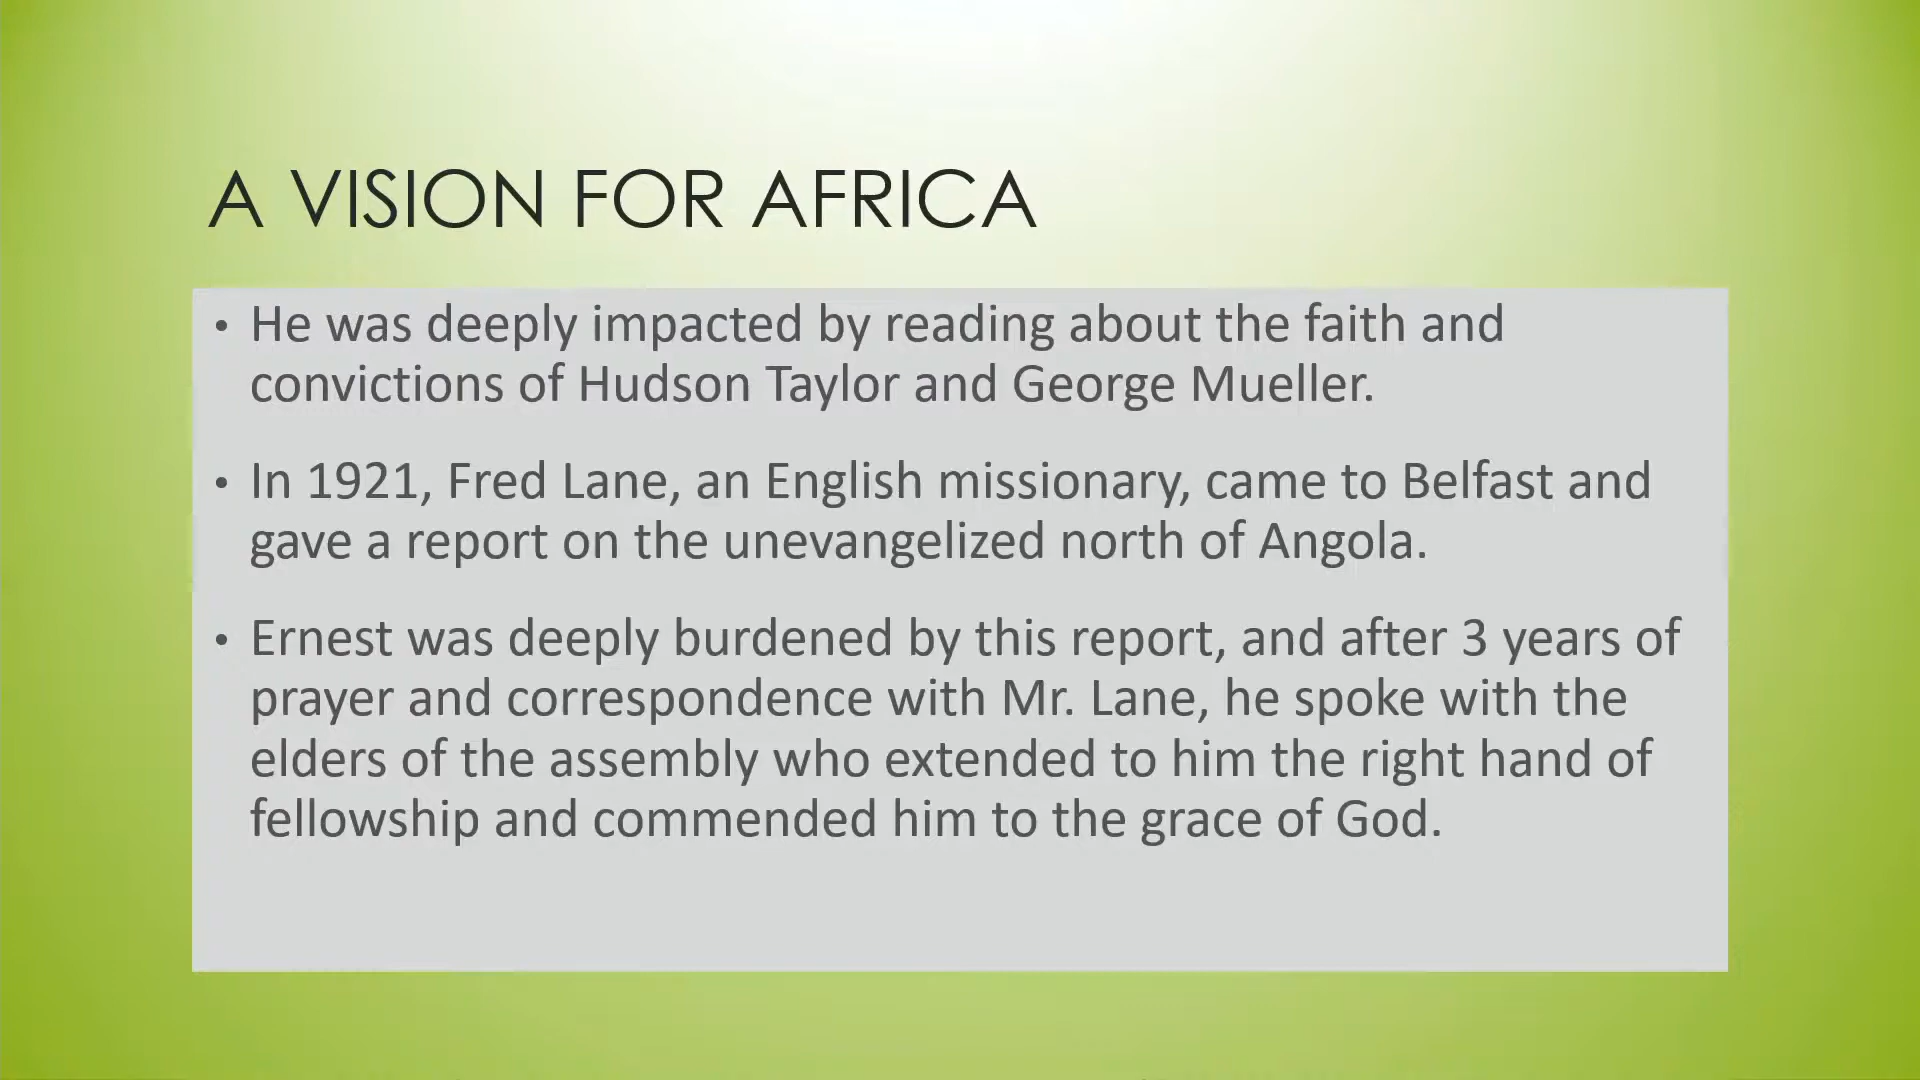 A VISION FOR AFRICA
• He was deeply impacted by reading about the faith and
convictions of Hudson Taylor and George Mueller.
• In 1921, Fred Lane, an English missionary, came to Belfast and
gave a report on the unevangelized north of Angola.
• Ernest was deeply burdened by this report, and after 3 years of
prayer and correspondence with Mr. Lane, he spoke with the
elders of the assembly who extended to him the right hand of
fellowship and commended him to the grace of God.